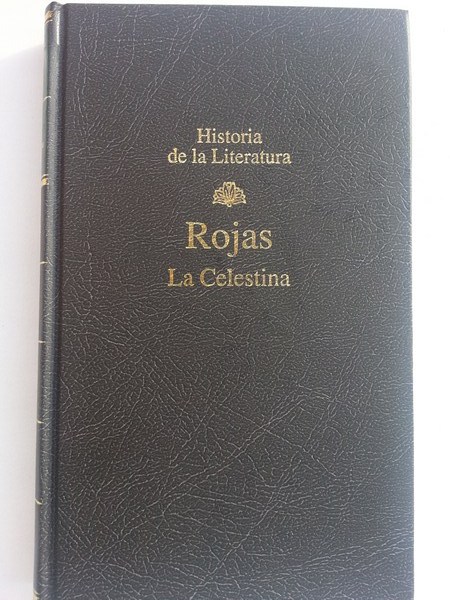 Historia
de la Literatura
Rojas
La Celestina